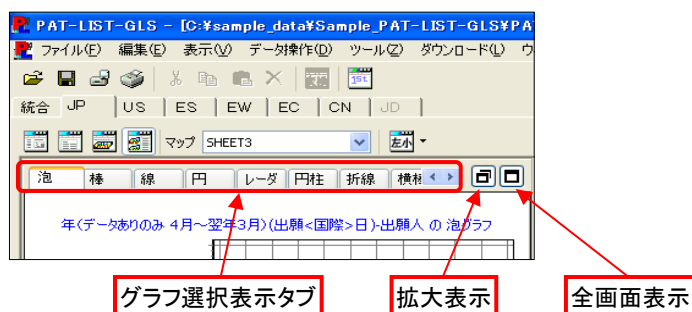 PAT-LIST-GLS - [C:¥sample_data¥Sample_PAT-LIST-GLS¥PA
ファイル(F) 編集(E) 表示(V) データ操作(D) ツール(Z) ダウンロード(L) ウ
1st
統合 JP US ES EW EC CN JD
マップ SHEET3 左小
泡 棒 線 円 レーダ 円柱 折線 横棒
年(データありのみ 4月~翌年3月)(出願<国際>日)-出願人 の 泡グラフ
グラフ選択表示タブ 拡大表示 全画面表示